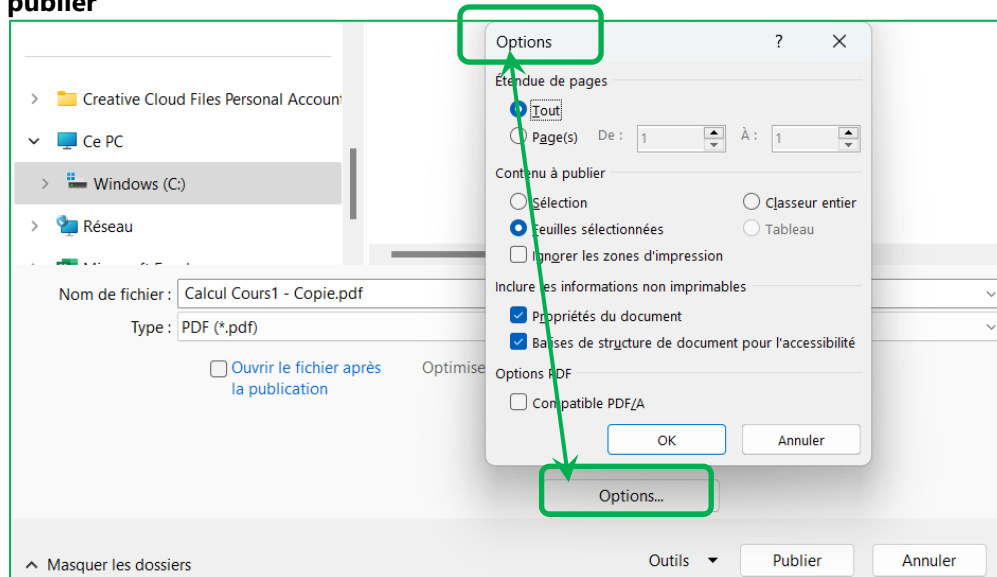 publier
Options ? ×
Étendue de pages
Tout
Page(s) De : 1 À : 1
Contenu à publier
Sélection Classeur entier
Feuilles sélectionnées Tableau
Ignorer les zones d'impression
Inclure les informations non imprimables
Propriétés du document
Balises de structure de document pour l'accessibilité
Options PDF
Compatible PDF/A
OK Annuler
Creative Cloud Files Personal Account
Ce PC
Windows (C:)
Réseau
Nom de fichier : Calcul Cours1 - Copie.pdf
Type : PDF (*.pdf)
Ouvrir le fichier après Optimise
la publication
Options...
Masquer les dossiers Outils Publier Annuler